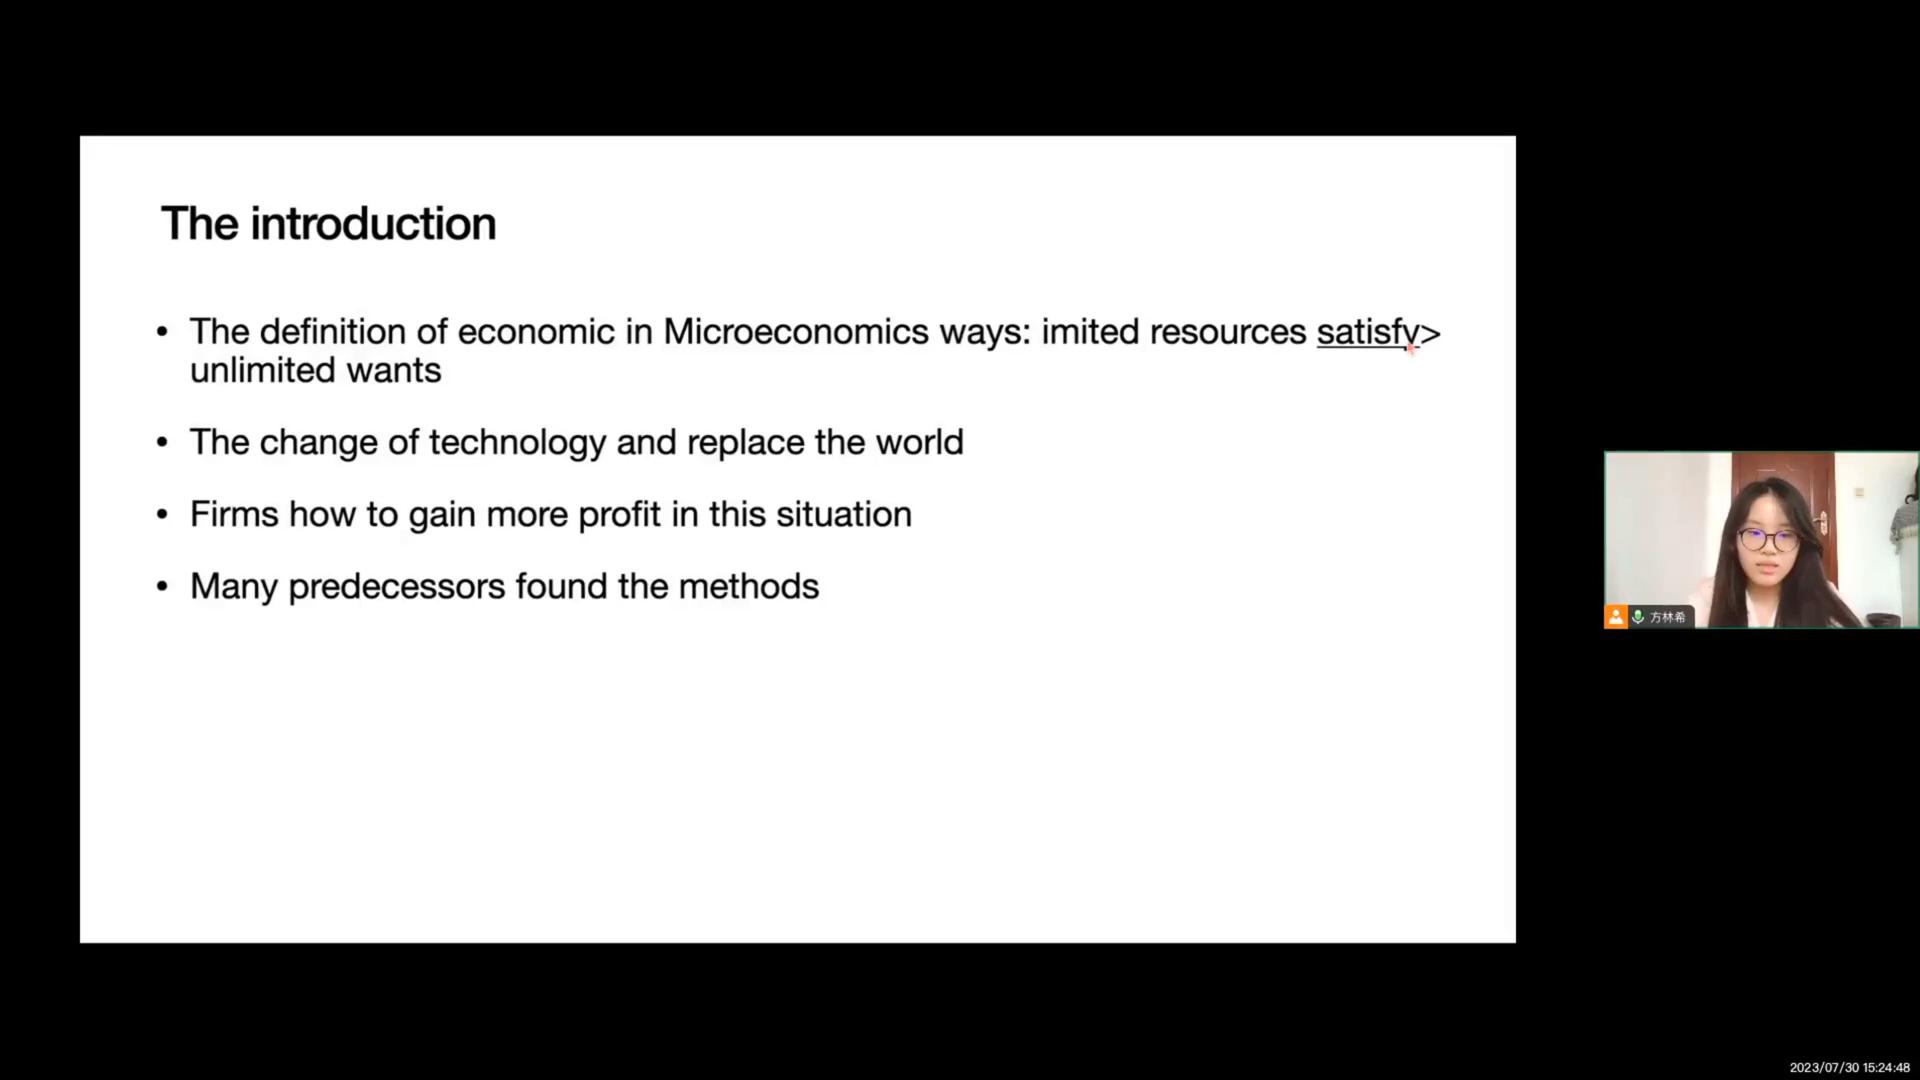 The introduction
• The definition of economic in Microeconomics ways: imited resources satisfy>
unlimited wants
• The change of technology and replace the world
• Firms how to gain more profit in this situation
• Many predecessors found the methods
方林希
2023/07/30 15:24:48